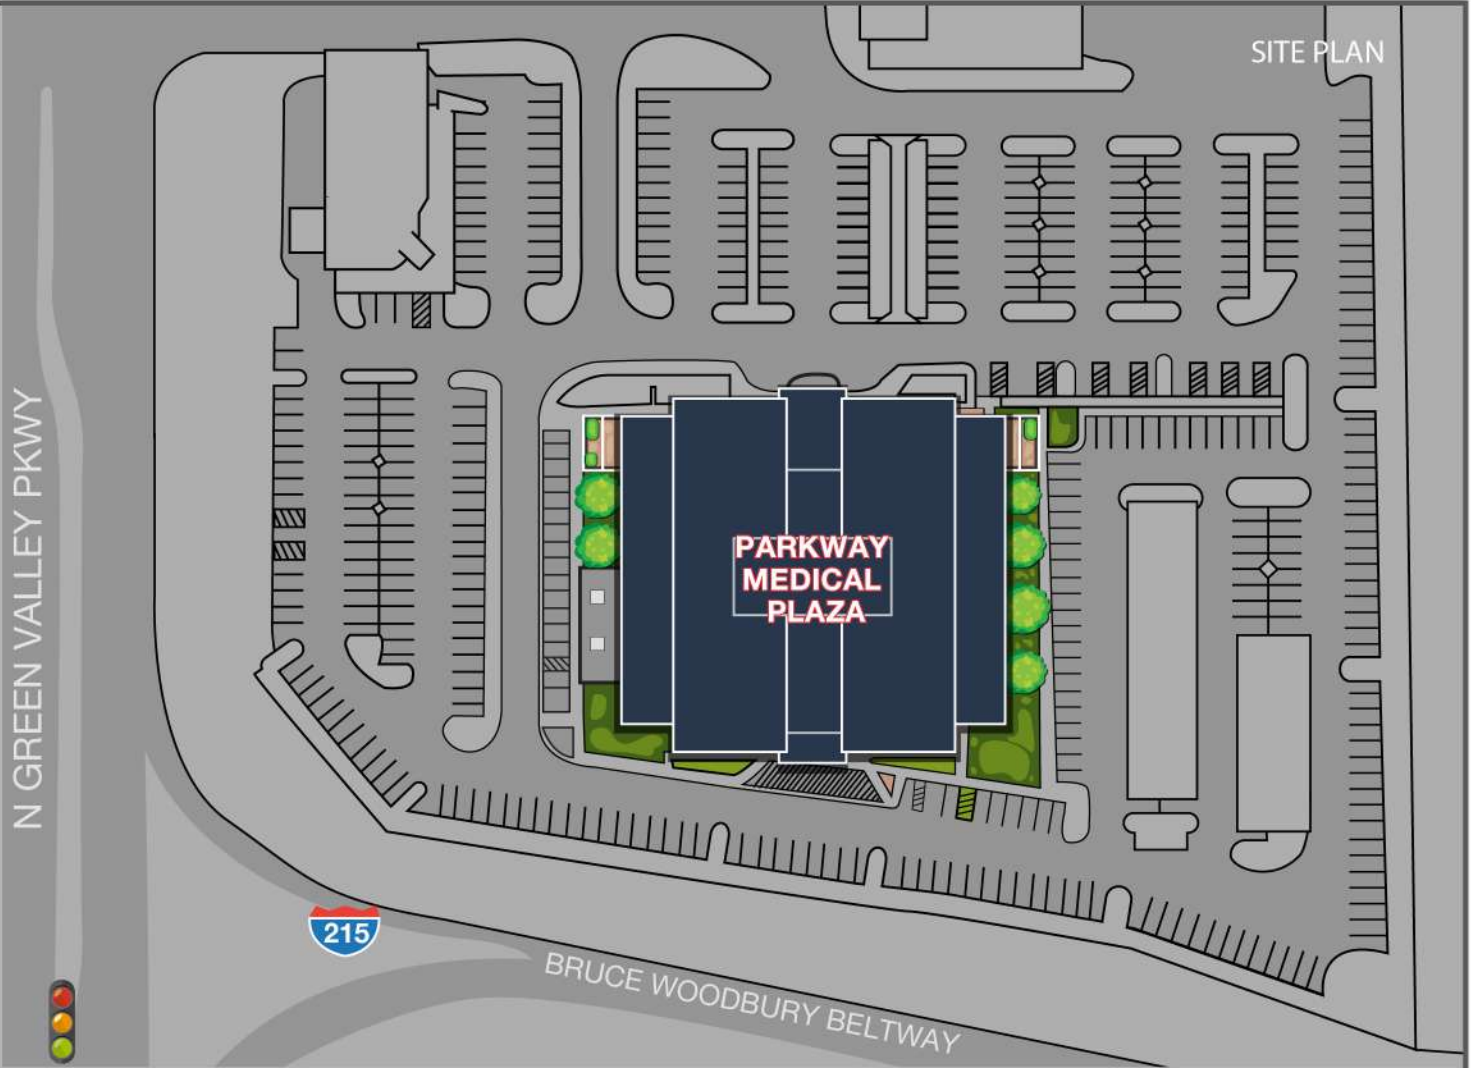 SITE PLAN
N GREEN VALLEY PKWY
PARKWAY
MEDICAL
PLAZA
215
BRUCE WOODBURY BELTWAY